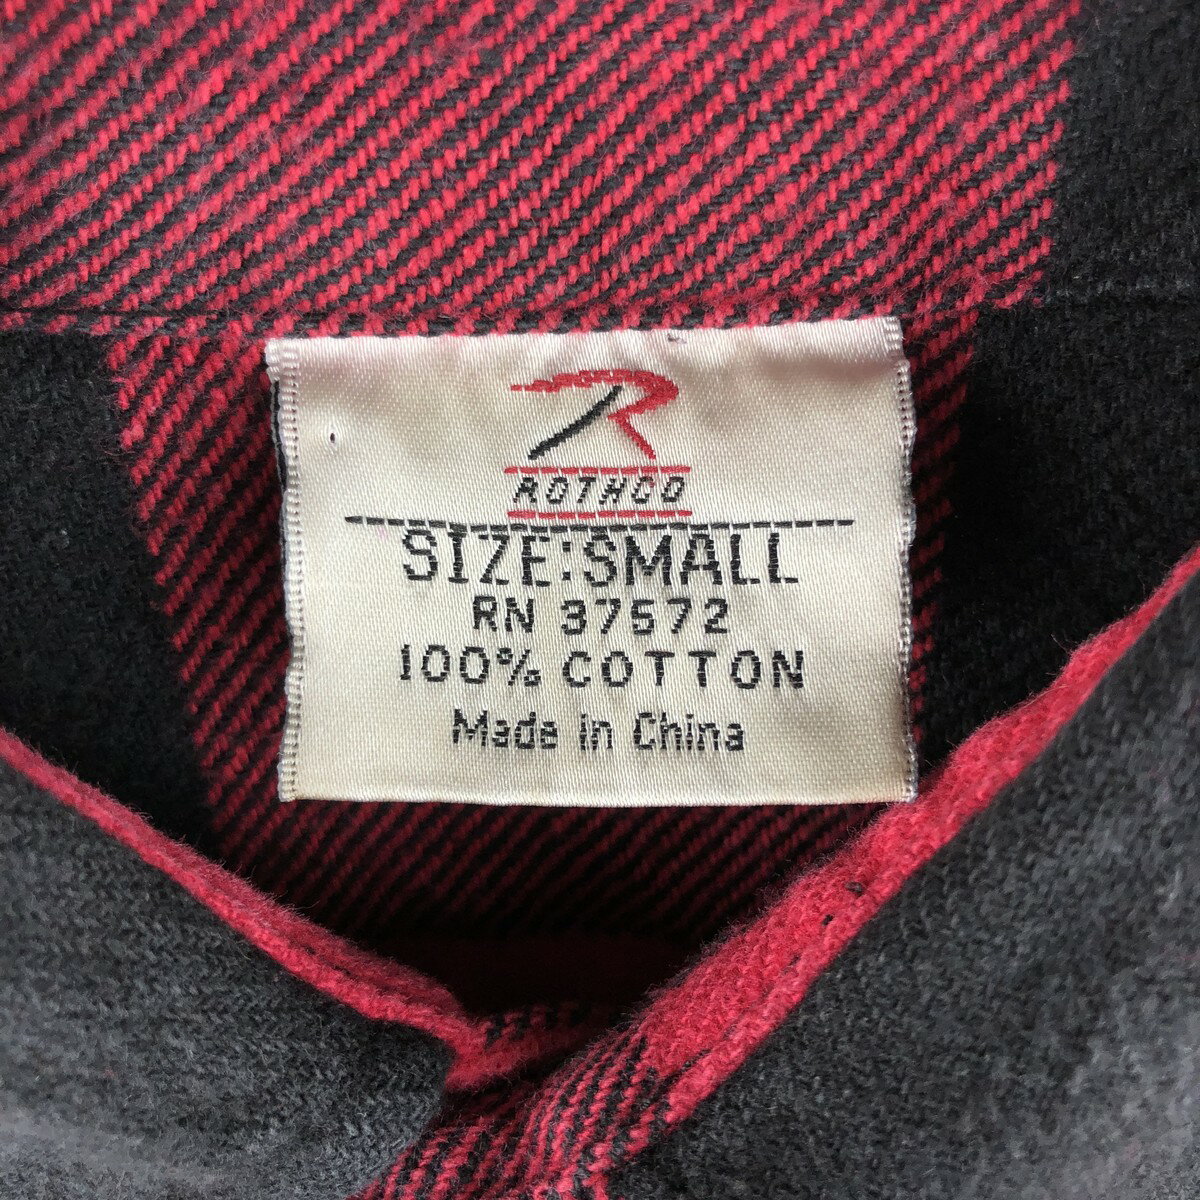 ROTHCO
SIZE:SMALL
RN 37572
100% COTTON
Made in China